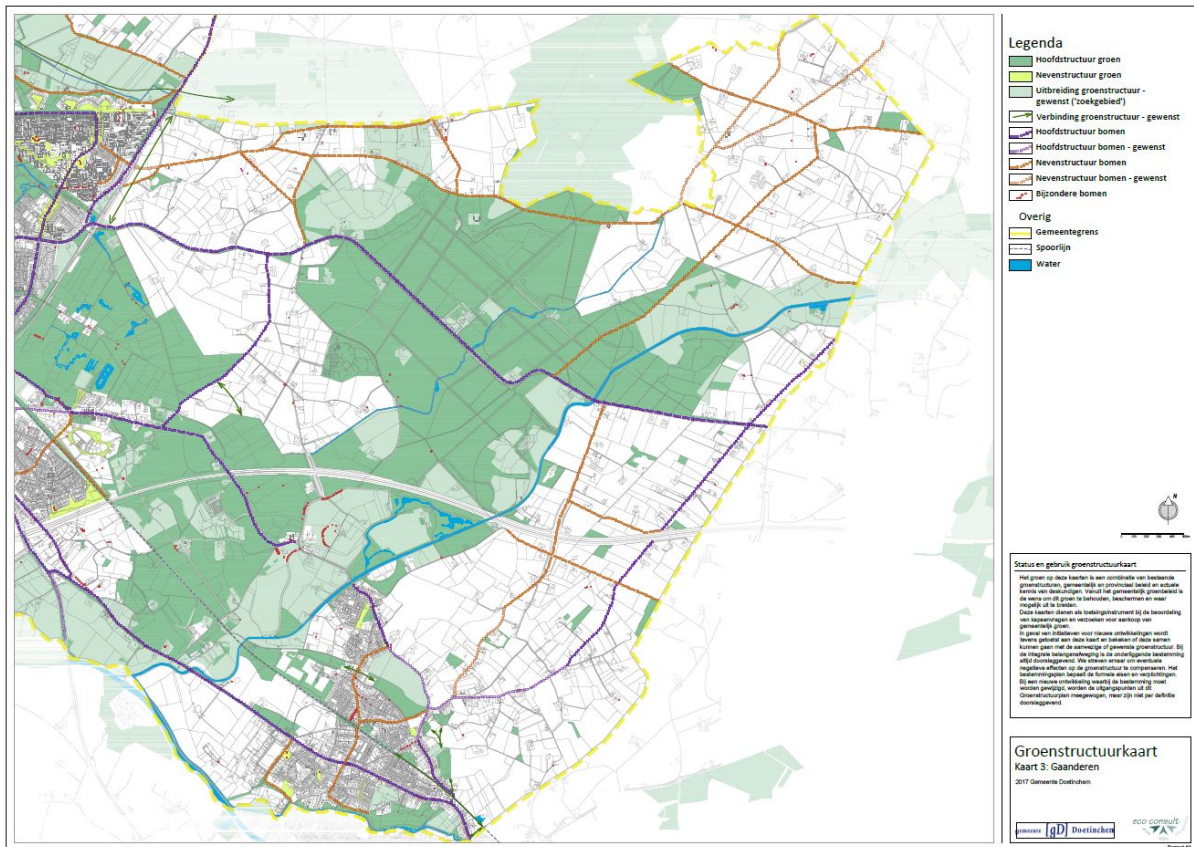 Legenda
Hoofdstructuur groen
Nevenstructuur groen
Uitbreiding groenstructuur -
gewenst ('zoekgebied')
Verbinding groenstructuur - gewenst
Hoofdstructuur bomen
Hoofdstructuur bomen - gewenst
Nevenstructuur bomen
Nevenstructuur bomen - gewenst
Bijzondere bomen
Overig
Gemeentegrens
Spoorlijn
Water
N
Status en gebruik groenstructuurkaart
Het groen op deze kaarten is een combinatie van bestaande
groenstructuren, gemeentelijk en provinciaal beleid en actuele
kennis van deskundigen. Vanuit het gemeentelijk groenbeleid is
de wens om dit groen te behouden, beschermen en waar
mogelijk uit te breiden.
Deze kaarten dienen als toetsingsinstrument bij de beoordeling
van kapaanvragen en verzoeken voor aankoop van
gemeentelijk groen.
In geval van initiatieven voor nieuwe ontwikkelingen wordt
tevens getoetst aan deze kaart en bekeken of deze samen
kunnen gaan met de aanwezige of gewenste groenstructuur. Bij
de integrale belangenafweging is de onderliggende bestemming
altijd doorslaggevend. We streven ernaar om eventuele
negatieve effecten op de groenstructuur te compenseren. Het
bestemmingsplan bepaalt de formele eisen en verplichtingen.
Bij een nieuwe ontwikkeling waarbij de bestemming moet
worden gewijzigd, worden de uitgangspunten uit dit
Groenstructuurplan meegewogen, maar zijn niet per definitie
doorslaggevend.
Groenstructuurkaart
Kaart 3: Gaanderen
2017 Gemeente Doetinchem
gemeente gD Doetinchem
eco consult